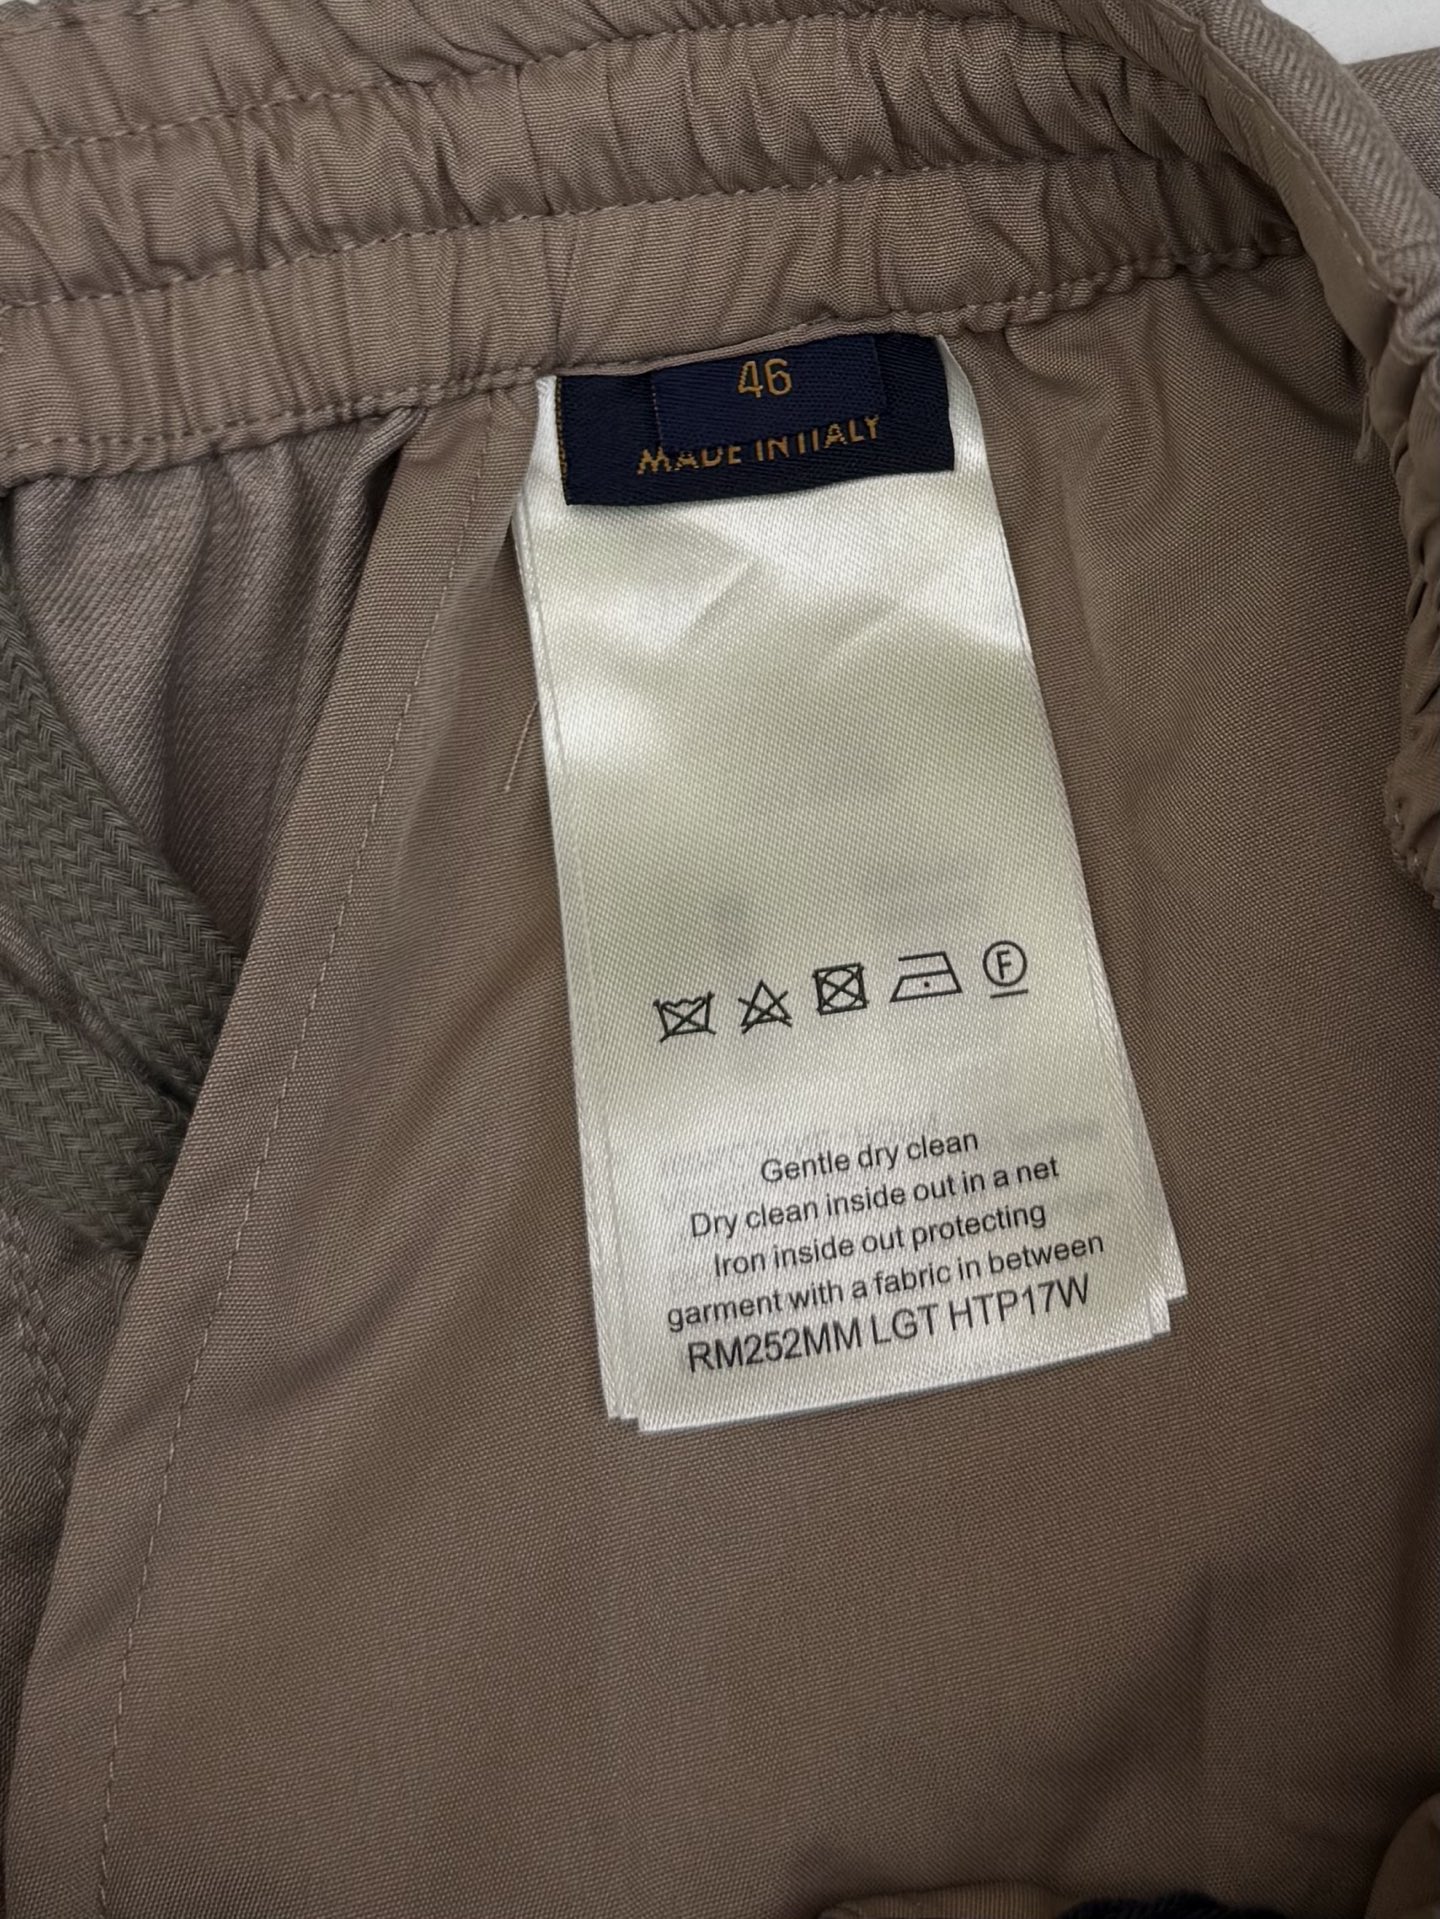 46
MADE IN ITALY
F
Gentle dry clean
Dry clean inside out in a net
Iron inside out protecting
garment with a fabric in between
RM252MM LGT HTP17W